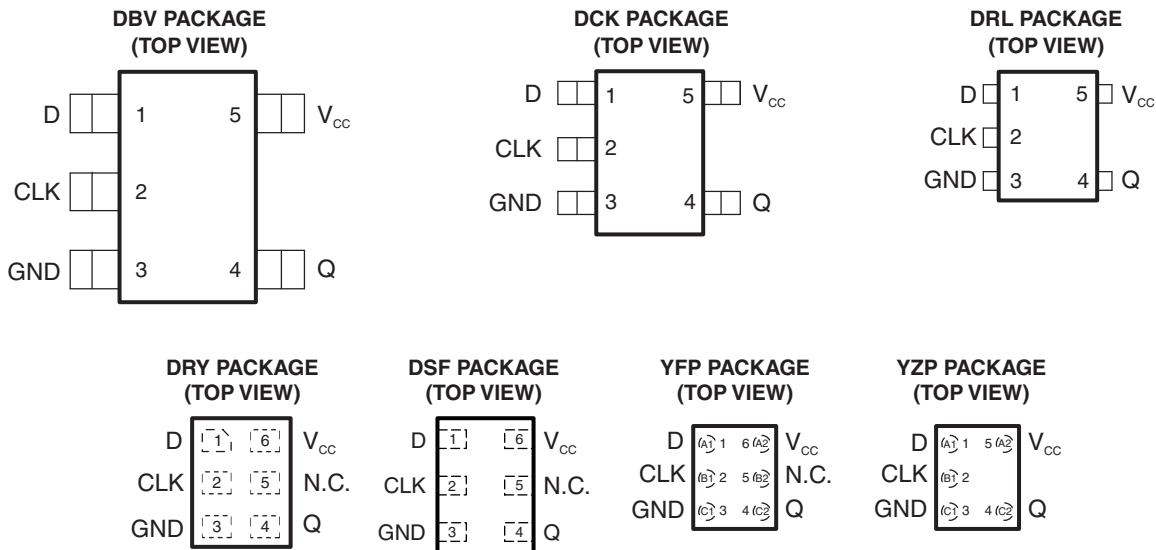 DBV PACKAGE
(TOP VIEW)
D 1 5 VCC
CLK 2
GND 3 4 Q
DCK PACKAGE
(TOP VIEW)
D 1 5 VCC
CLK 2
GND 3 4 Q
DRL PACKAGE
(TOP VIEW)
D 1 5 VCC
CLK 2
GND 3 4 Q
DRY PACKAGE
(TOP VIEW)
D 1 6 VCC
CLK 2 5 N.C.
GND 3 4 Q
DSF PACKAGE
(TOP VIEW)
D 1 6 VCC
CLK 2 5 N.C.
GND 3 4 Q
YFP PACKAGE
(TOP VIEW)
D A1 1 6 A2 VCC
CLK B1 2 5 B2 N.C.
GND C1 3 4 C2 Q
YZP PACKAGE
(TOP VIEW)
D A1 1 5 A2 VCC
CLK B1 2
GND C1 3 4 C2 Q